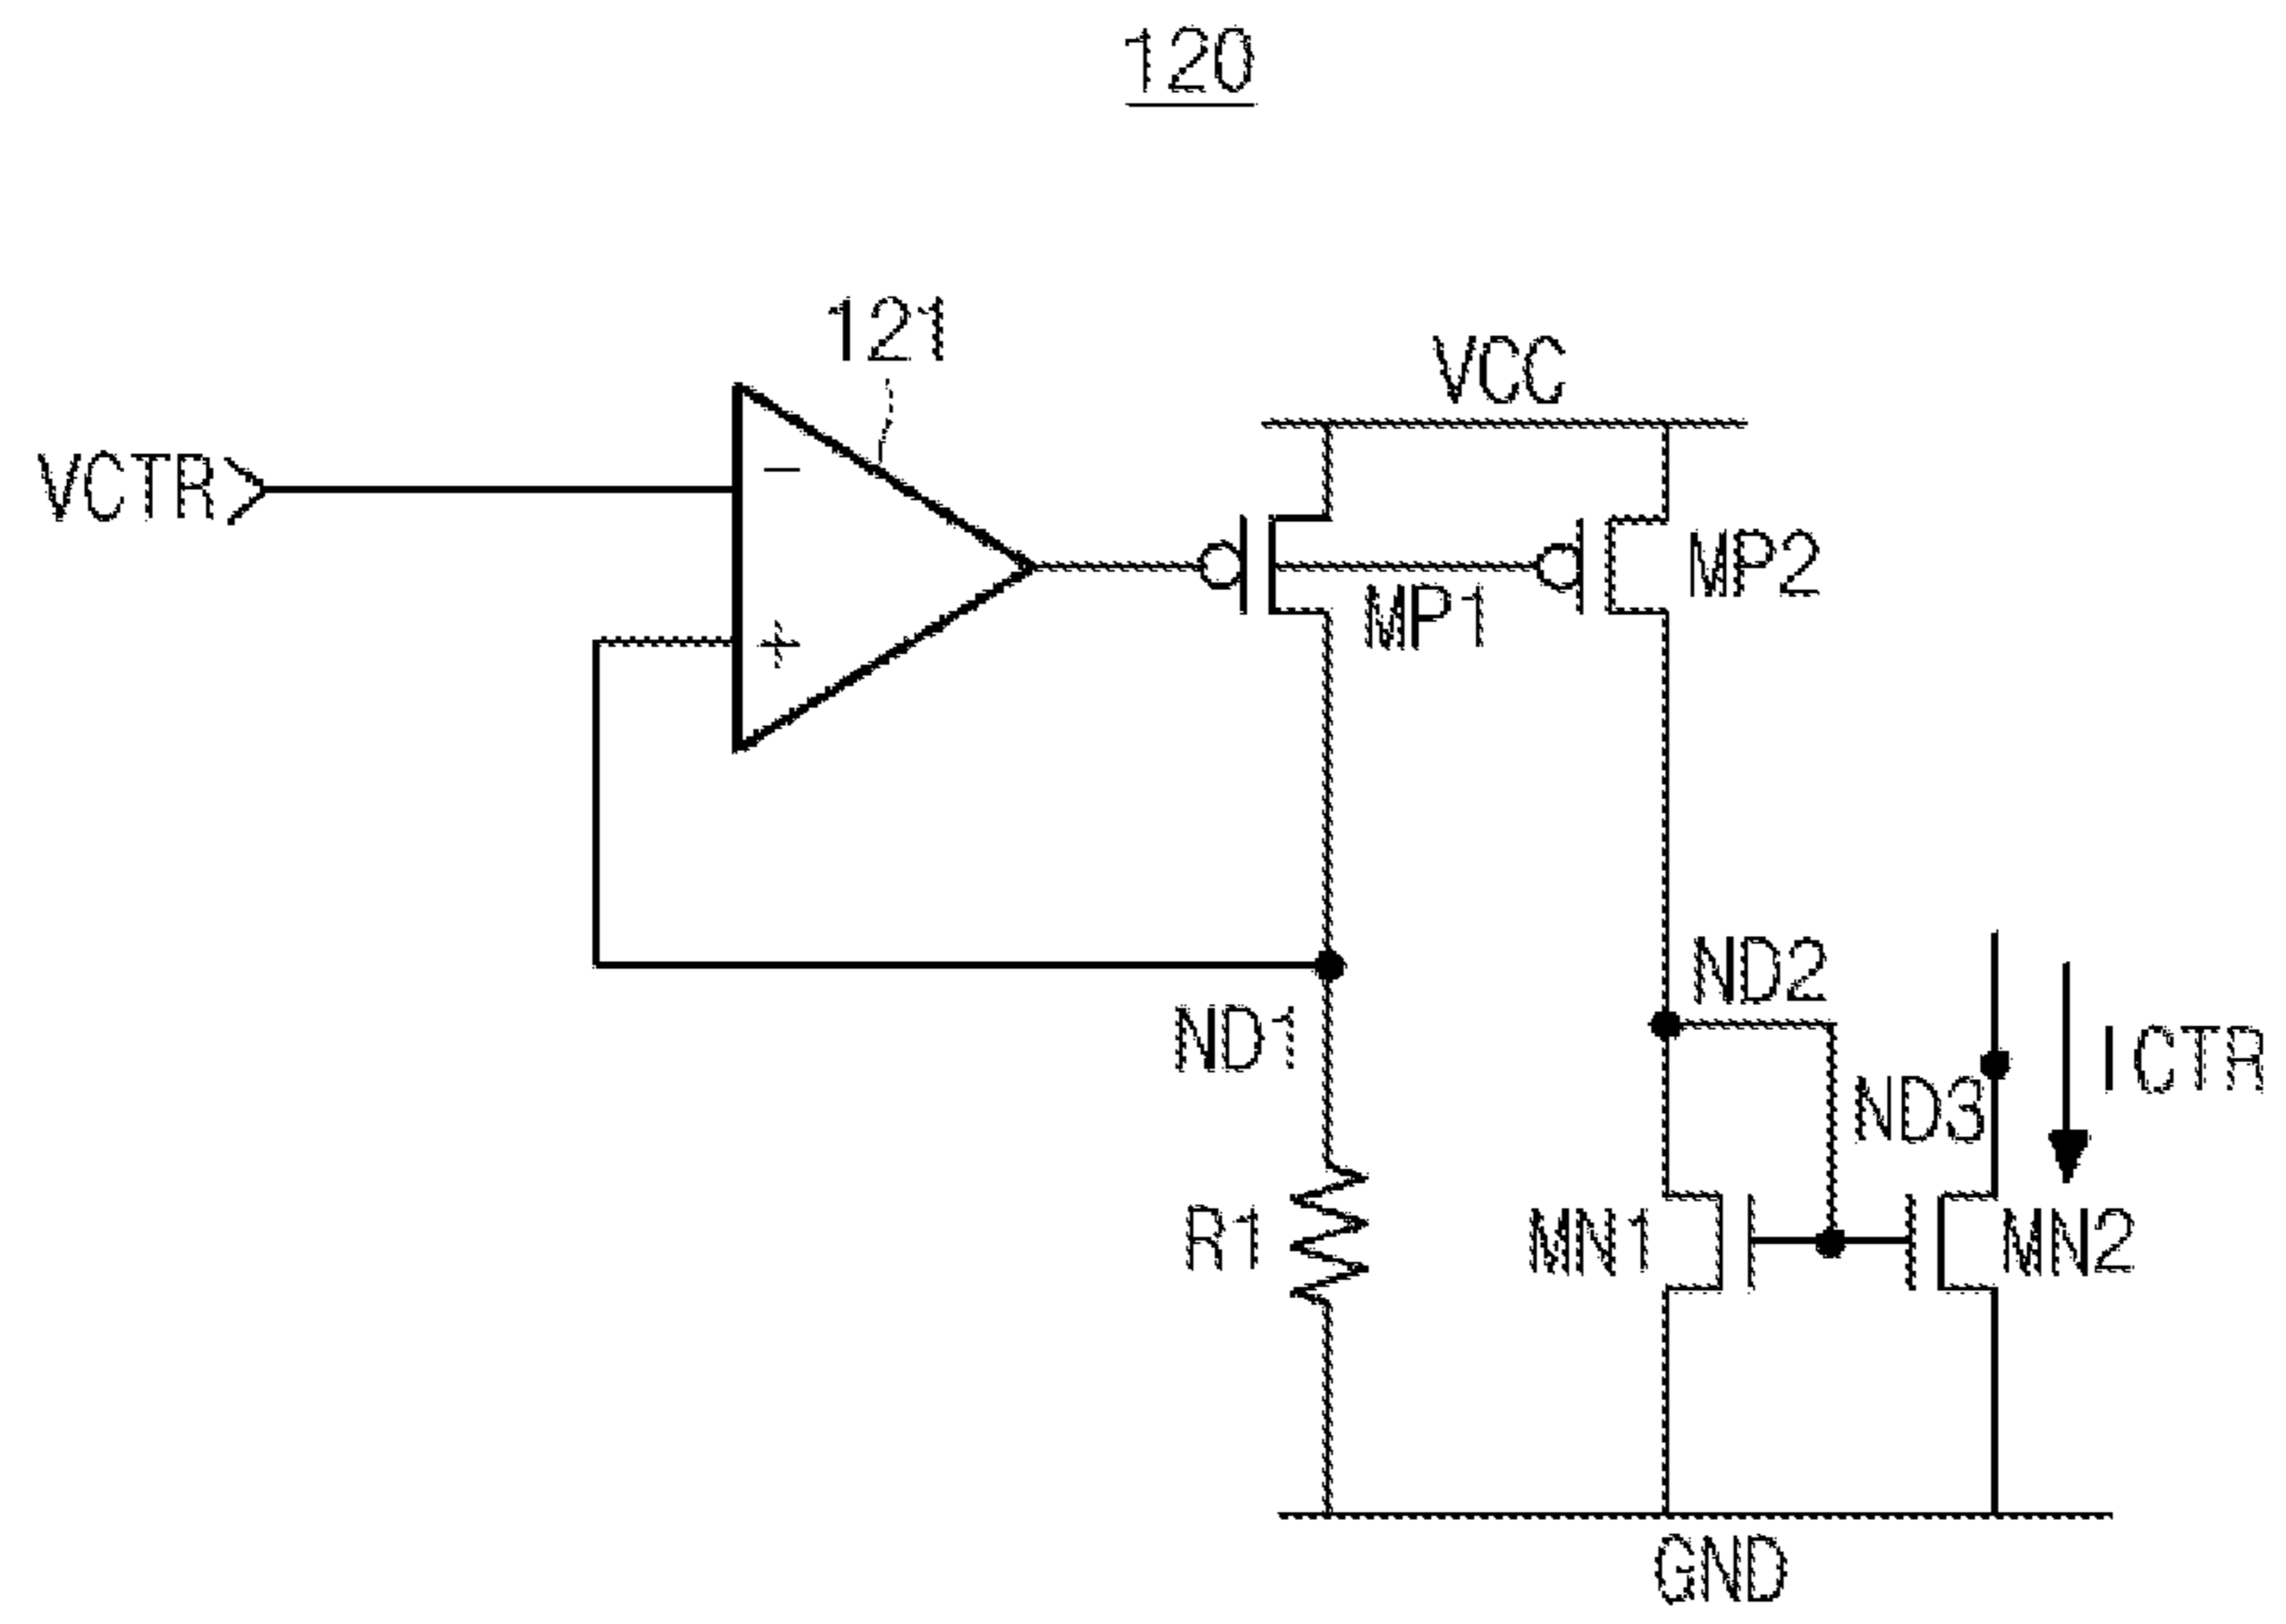 120
121
VCC
VCTR
−
MP2
MP1
+
ND2
ND1
ICTR
ND3
R1
MN1
MN2
GND